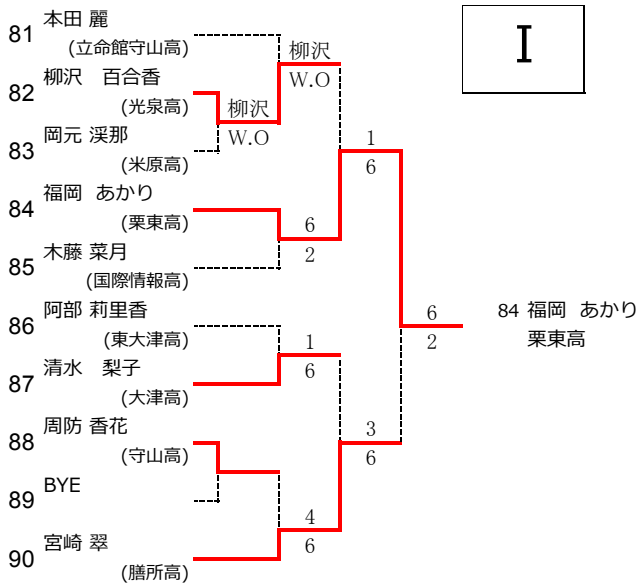 I
81 本田 麗
(立命館守山高)
82 柳沢　百合香
(光泉高)
83 岡元 渓那
(米原高)
84 福岡 あかり
(栗東高)
85 木藤 菜月
(国際情報高)
86 阿部 莉里香
(東大津高)
87 清水　梨子
(大津高)
88 周防 香花
(守山高)
89 BYE
90 宮崎 翠
(膳所高)
柳沢
W.O
柳沢
W.O
6
2
1
6
4
6
1
6
3
6
6
2
84 福岡 あかり
栗東高